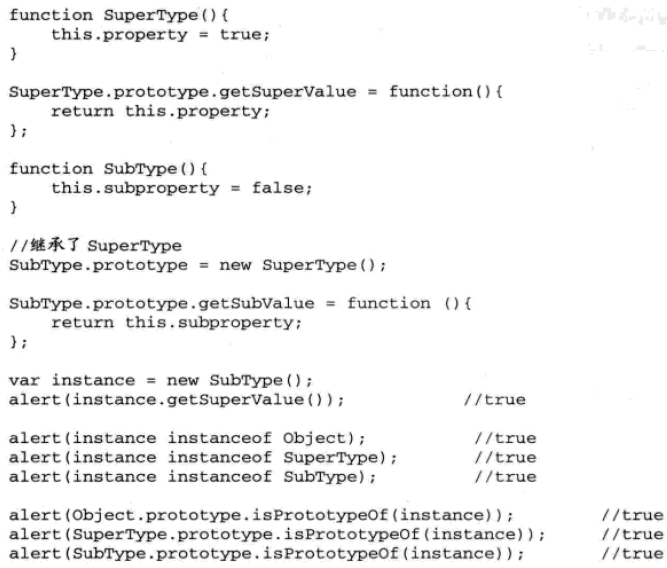 function SuperType(){
    this.property = true;
}
SuperType.prototype.getSuperValue = function(){
    return this.property;
};
function SubType(){
    this.subproperty = false;
}
//继承了 SuperType
SubType.prototype = new SuperType();
SubType.prototype.getSubValue = function (){
    return this.subproperty;
};
var instance = new SubType();
alert(instance.getSuperValue()); //true
alert(instance instanceof Object); //true
alert(instance instanceof SuperType); //true
alert(instance instanceof SubType); //true
alert(Object.prototype.isPrototypeOf(instance)); //true
alert(SuperType.prototype.isPrototypeOf(instance)); //true
alert(SubType.prototype.isPrototypeOf(instance)); //true